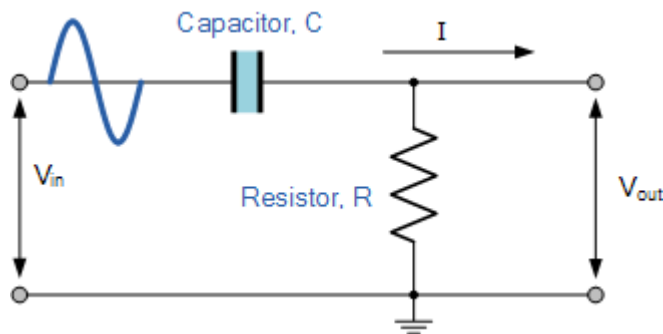 Capacitor, C
I
Vin
Resistor, R
Vout